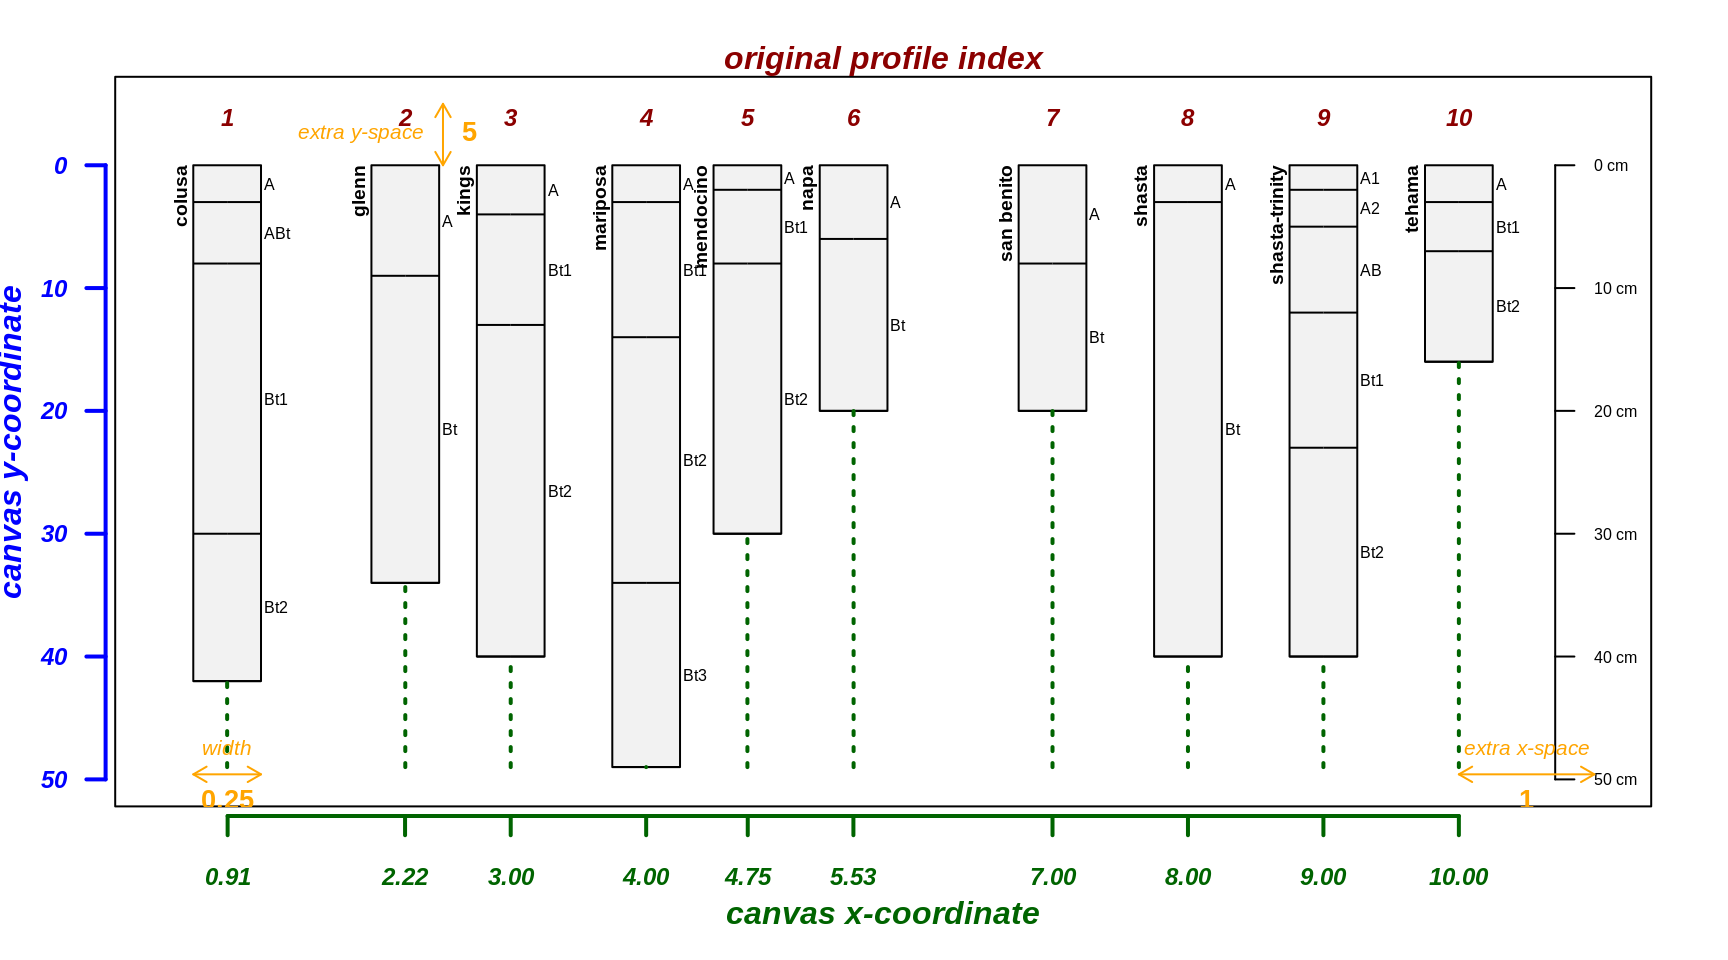 original profile index
1 2 3 4 5 6 7 8 9 10
extra y-space 5
canvas y-coordinate
0
10
20
30
40
50
colusa
A
ABt
Bt1
Bt2
glenn
A
Bt
kings
A
Bt1
Bt2
mariposa
A
Bt1
Bt2
Bt3
mendocino
A
Bt1
Bt2
napa
A
Bt
san benito
A
Bt
shasta
A
Bt
shasta-trinity
A1
A2
AB
Bt1
Bt2
tehama
A
Bt1
Bt2
0 cm
10 cm
20 cm
30 cm
40 cm
50 cm
width
0.25
extra x-space
1
0.91 2.22 3.00 4.00 4.75 5.53 7.00 8.00 9.00 10.00
canvas x-coordinate